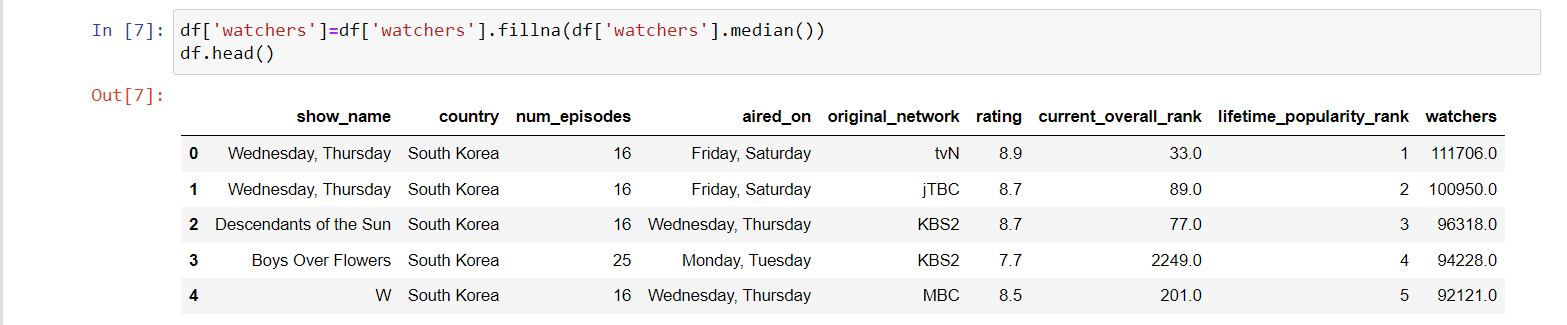 In [7]: df['watchers']=df['watchers'].fillna(df['watchers'].median())
df.head()
Out[7]:
show_name country num_episodes aired_on original_network rating current_overall_rank lifetime_popularity_rank watchers
0 Wednesday, Thursday South Korea 16 Friday, Saturday tvN 8.9 33.0 1 111706.0
1 Wednesday, Thursday South Korea 16 Friday, Saturday jTBC 8.7 89.0 2 100950.0
2 Descendants of the Sun South Korea 16 Wednesday, Thursday KBS2 8.7 77.0 3 96318.0
3 Boys Over Flowers South Korea 25 Monday, Tuesday KBS2 7.7 2249.0 4 94228.0
4 W South Korea 16 Wednesday, Thursday MBC 8.5 201.0 5 92121.0